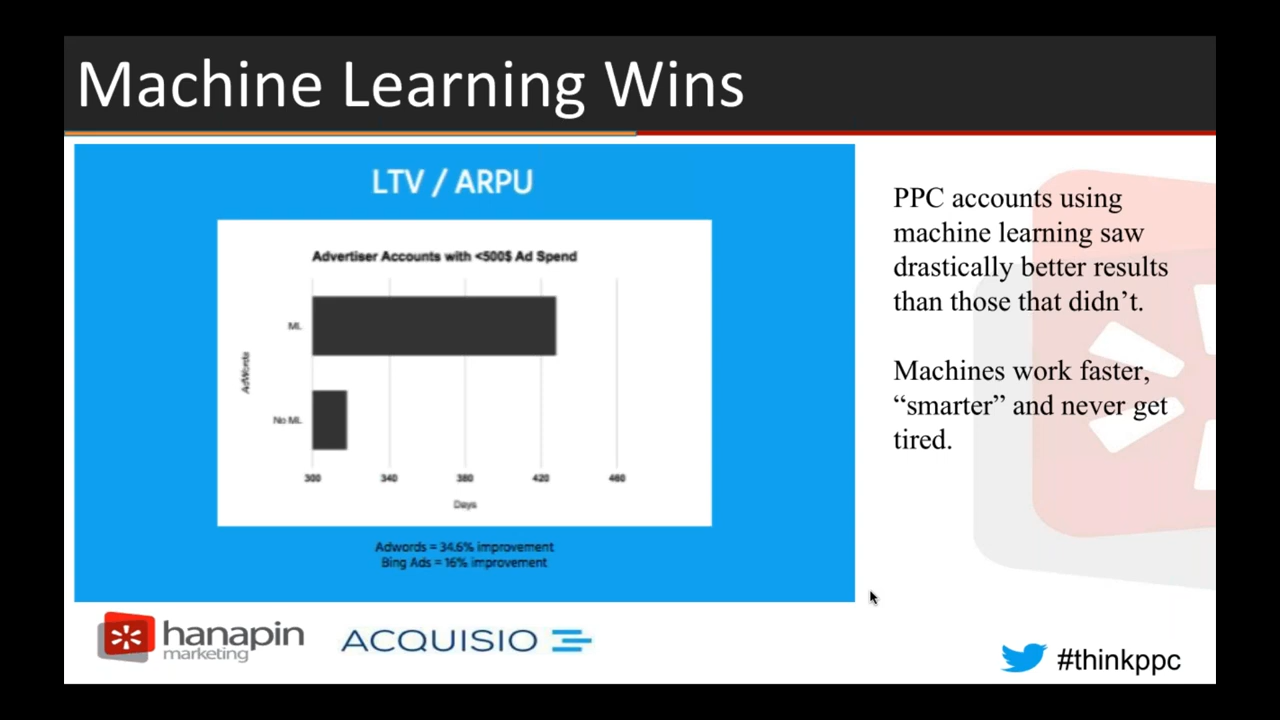 Machine Learning Wins
LTV / ARPU
Advertiser Accounts with <500$ Ad Spend
AdWords
ML
No ML
300 340 380 420 460
Days
Adwords = 34.6% improvement
Bing Ads = 16% improvement
PPC accounts using
machine learning saw
drastically better results
than those that didn’t.
Machines work faster,
“smarter” and never get
tired.
hanapin
marketing
ACQUISIO
#thinkppc